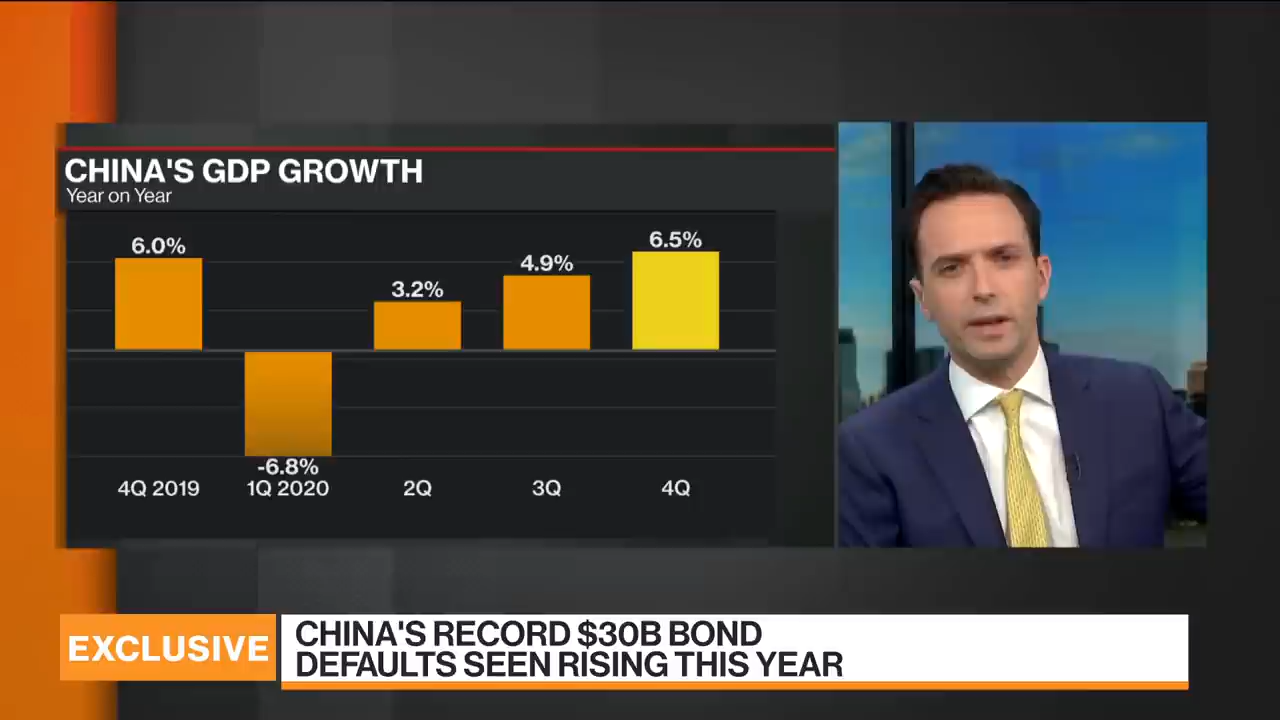 CHINA'S GDP GROWTH
Year on Year
6.0%
-6.8%
3.2%
4.9%
6.5%
4Q 2019
1Q 2020
2Q
3Q
4Q
EXCLUSIVE
CHINA'S RECORD $30B BOND
DEFAULTS SEEN RISING THIS YEAR